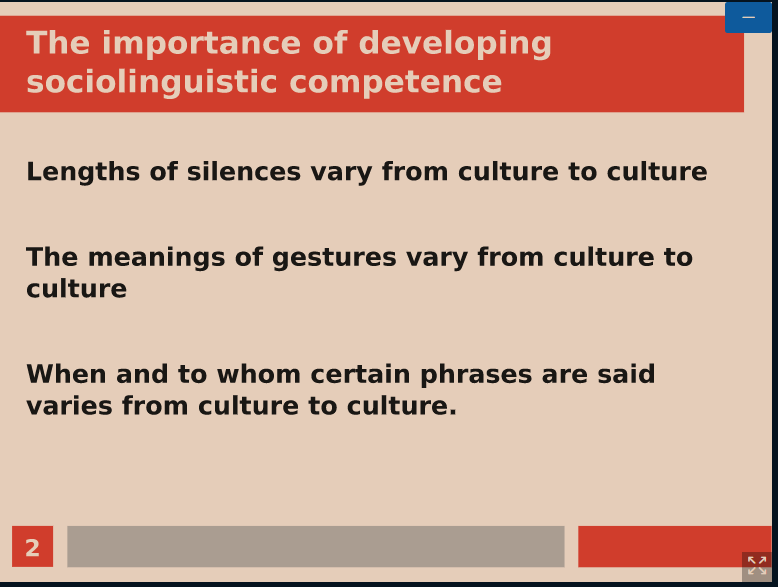 The importance of developing
sociolinguistic competence
Lengths of silences vary from culture to culture
The meanings of gestures vary from culture to
culture
When and to whom certain phrases are said
varies from culture to culture.
2